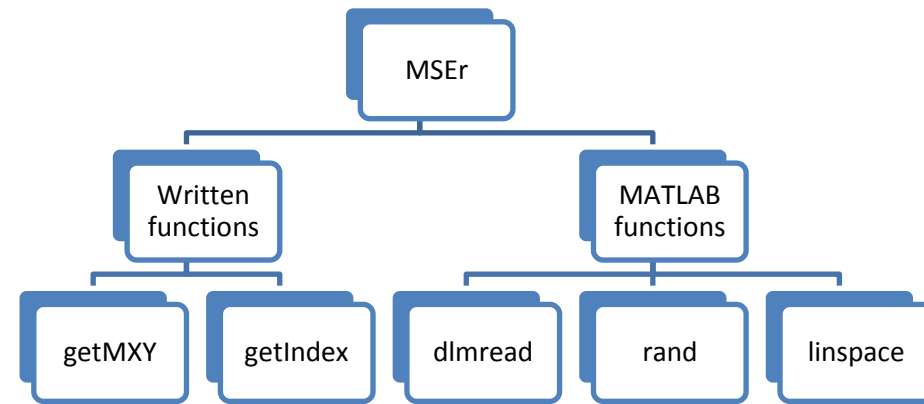 MSEr
Written
functions
MATLAB
functions
getMXY
getIndex
dlmread
rand
linspace